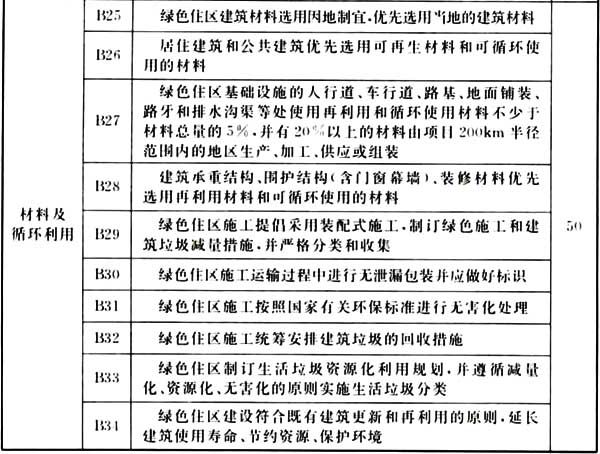 B25 绿色住区建筑材料选用因地制宜,优先选用当地的建筑材料
B26 居住建筑和公共建筑优先选用可再生材料和可循环使
用的材料
B27 绿色住区基础设施的人行道、车行道、路基、地面铺装、
路牙和排水沟渠等处使用再利用和循环使用材料不少于
材料总量的5%,并有20%以上的材料由项目200km半径
范围内的地区生产、加工、供应或组装
B28 建筑承重结构、围护结构(含门窗幕墙)、装修材料优先
选用再利用材料和可循环使用的材料
材料及
循环利用
B29 绿色住区施工提倡采用装配式施工,制订绿色施工和建
筑垃圾减量措施,并严格分类和收集
50
B30 绿色住区施工运输过程中进行无泄漏包装并应做好标识
B31 绿色住区施工按照国家有关环保标准进行无害化处理
B32 绿色住区施工统筹安排建筑垃圾的回收措施
B33 绿色住区制订生活垃圾资源化利用规划,并遵循减量
化、资源化、无害化的原则实施生活垃圾分类
B34 绿色住区建设符合既有建筑更新和再利用的原则,延长
建筑使用寿命、节约资源、保护环境